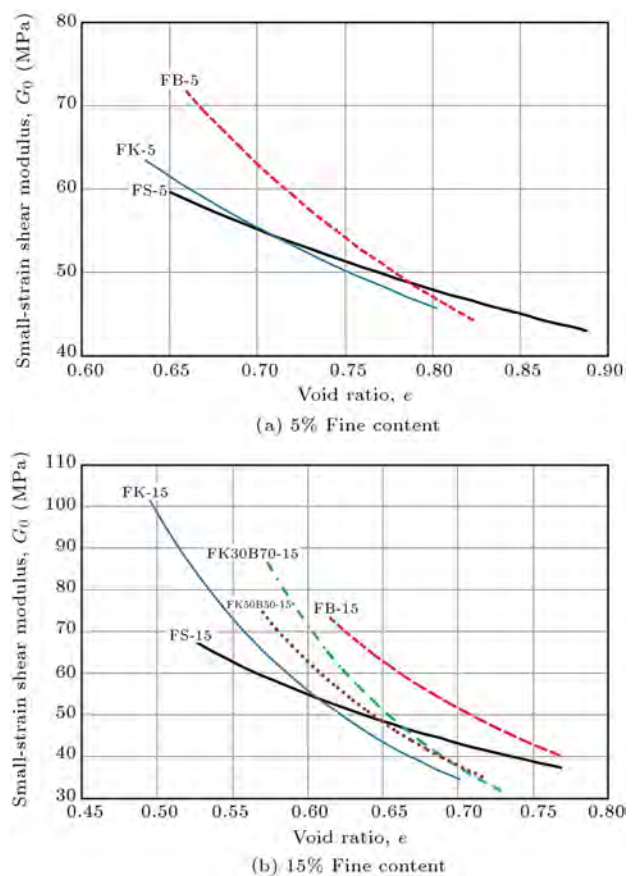 80
70
60
50
40
Small-strain shear modulus, G₀ (MPa)
FB-5
FK-5
FS-5
0.60 0.65 0.70 0.75 0.80 0.85 0.90
Void ratio, e
(a) 5% Fine content
110
100
90
80
70
60
50
40
30
Small-strain shear modulus, G₀ (MPa)
FK-15
FK30B70-15
FK50B50-15
FB-15
FS-15
0.45 0.50 0.55 0.60 0.65 0.70 0.75 0.80
Void ratio, e
(b) 15% Fine content